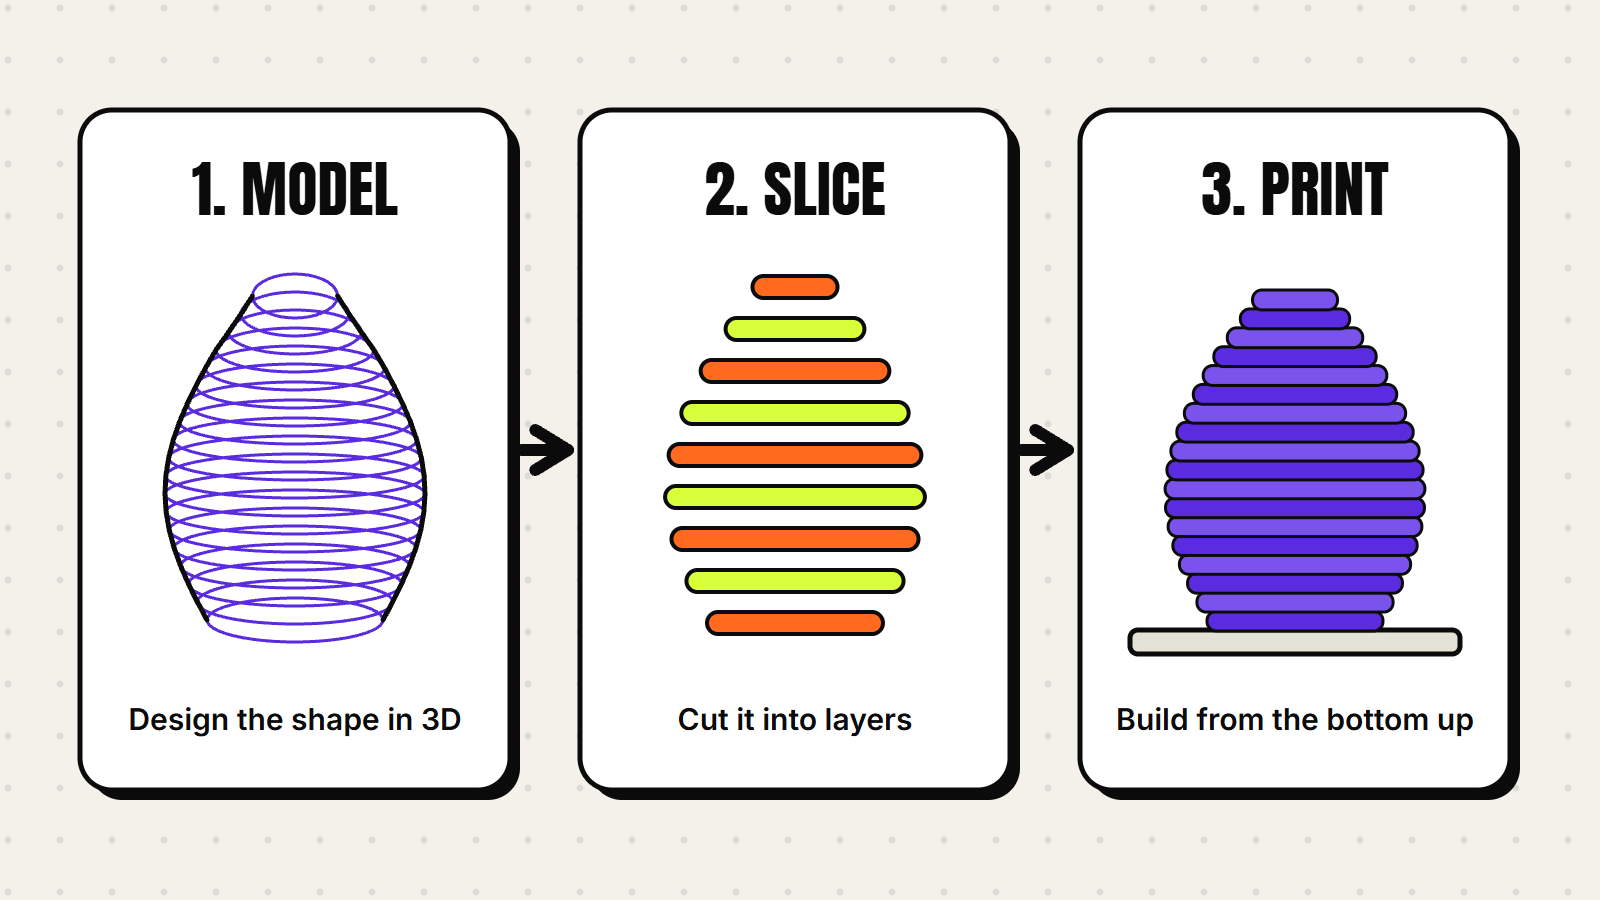 1. MODEL
2. SLICE
3. PRINT
Design the shape in 3D
Cut it into layers
Build from the bottom up